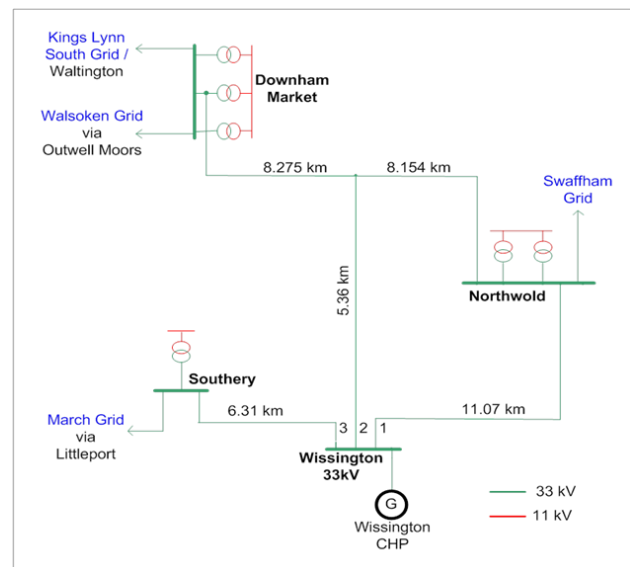 Kings Lynn
South Grid /
Waltington
Downham
Market
Walsoken Grid
via
Outwell Moors
8.275 km
8.154 km
Swaffham
Grid
5.36 km
Northwold
Southery
6.31 km
11.07 km
March Grid
via
Littleport
3 2 1
Wissington
33kV
G
Wissington
CHP
33 kV
11 kV